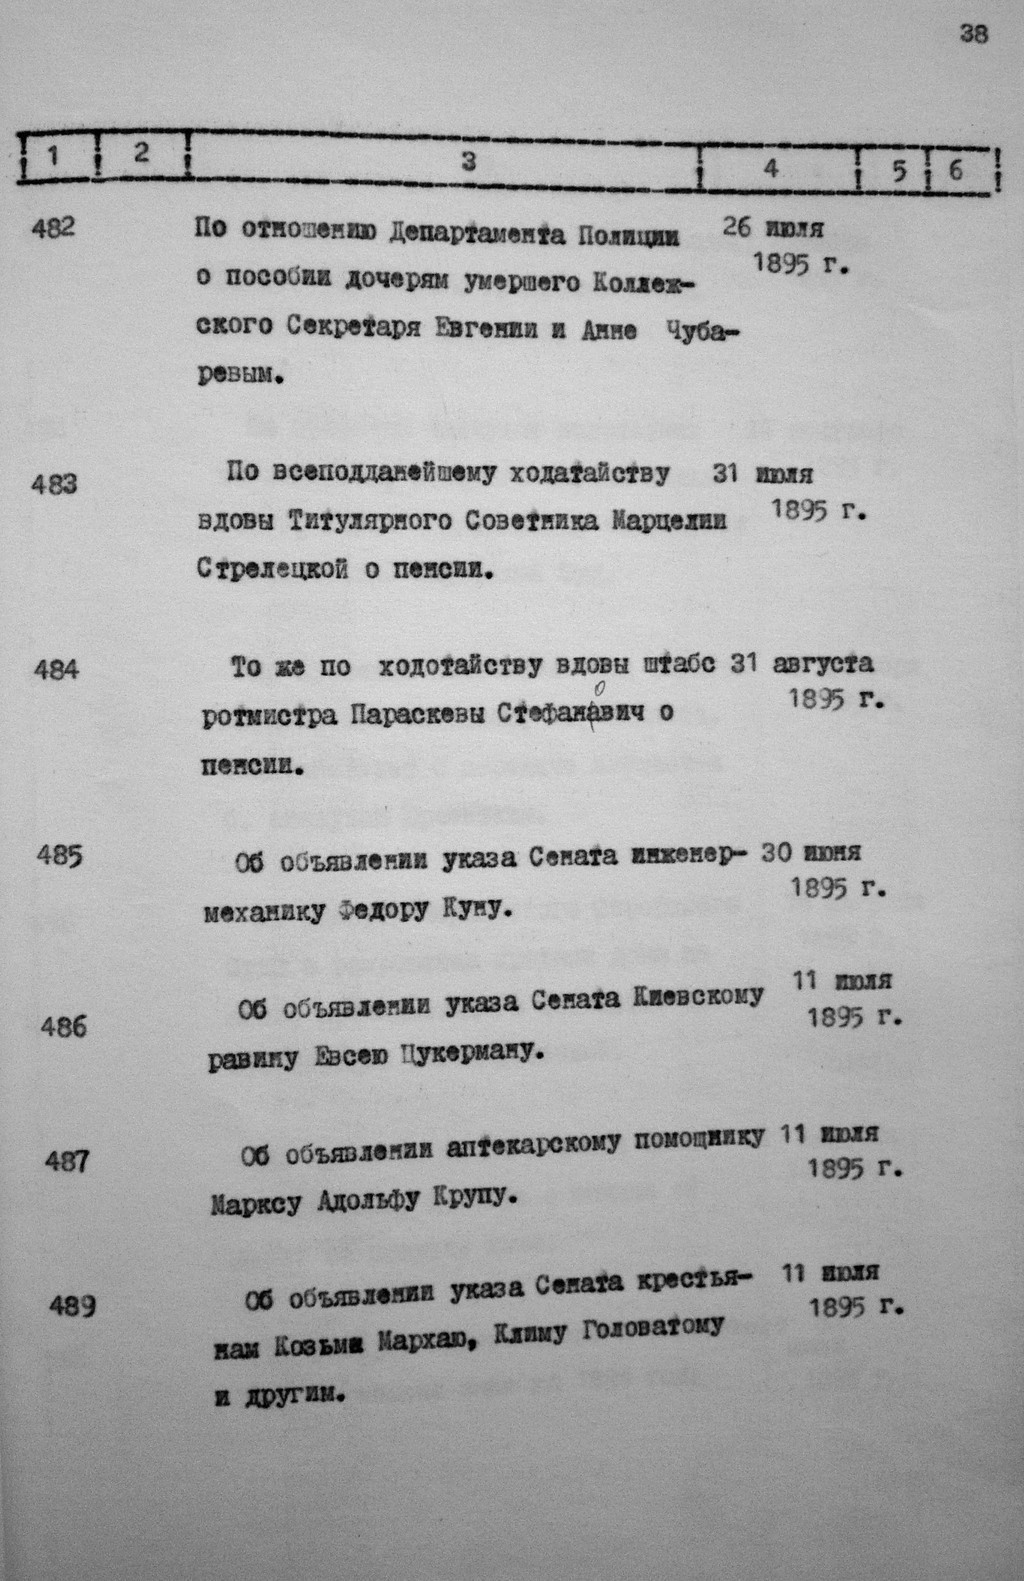 38
1 2 3 4 5 6
482 По отношению Департамента Полиции 26 июля
о пособии дочерям умершего Коллеж- 1895 г.
ского Секретаря Евгении и Анне Чуба-
ревым.
483 По всеподданейшему ходатайству 31 июля
вдовы Титулярного Советника Марцелии 1895 г.
Стрелецкой о пенсии.
484 То же по ходотайству вдовы штабс 31 августа
ротмистра Параскевы Стефанович о 1895 г.
пенсии.
485 Об объявлении указа Сената инженер- 30 июня
механику Федору Куну. 1895 г.
486 Об объявлении указа Сената Киевскому 11 июля
равину Евсею Цукерману. 1895 г.
487 Об объявлении аптекарскому помощнику 11 июля
Марксу Адольфу Крупу. 1895 г.
489 Об объявлении указа Сената крестья- 11 июля
нам Козьме Мархаю, Климу Головатому 1895 г.
и другим.